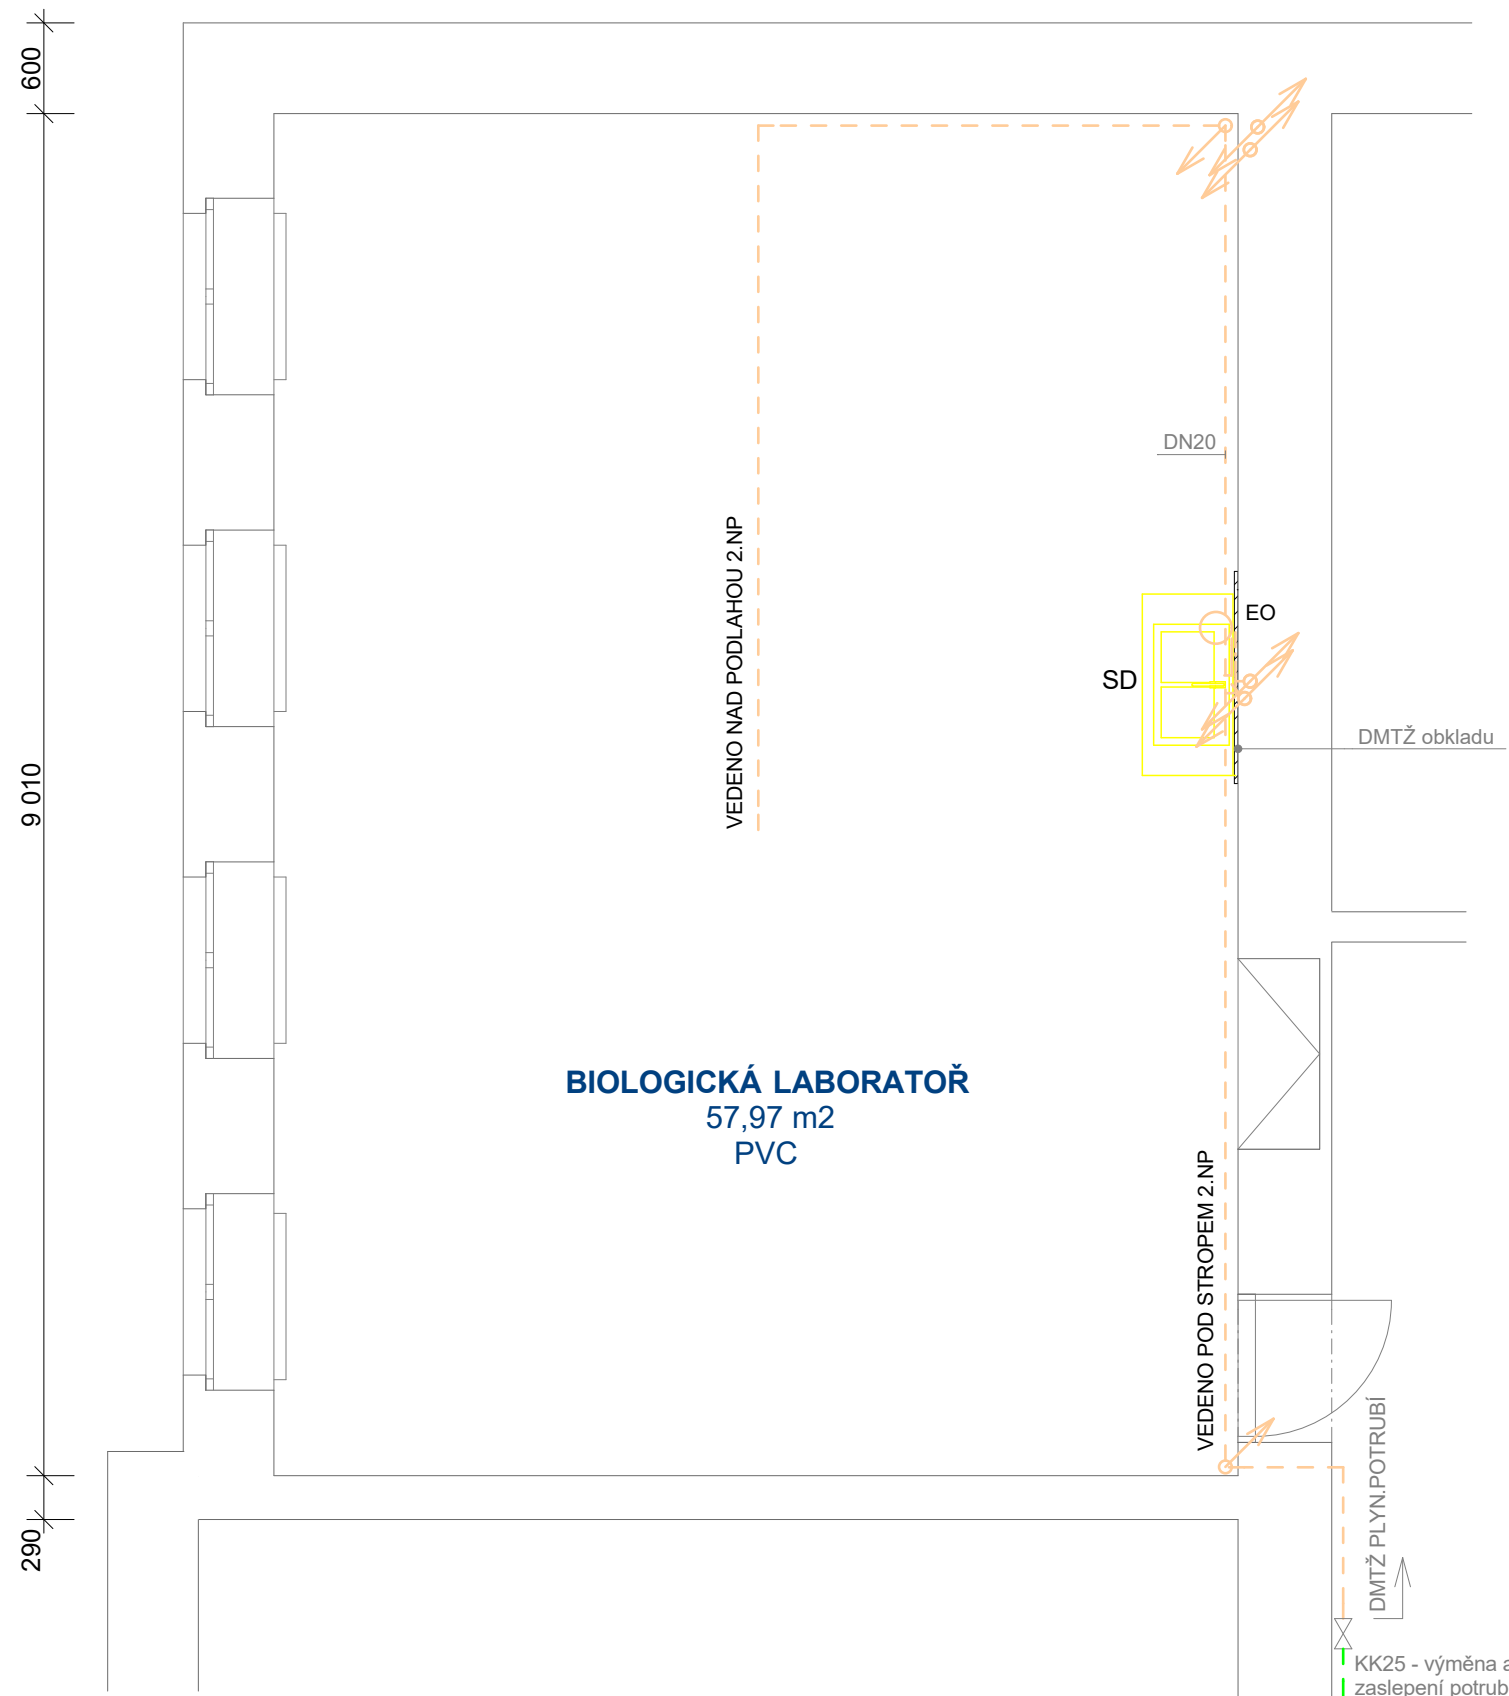 600
DN20
VEDENO NAD PODLAHOU 2.NP
EO
SD
DMTŽ obkladu
9 010
BIOLOGICKÁ LABORATOŘ
57,97 m2
PVC
VEDENO POD STROPEM 2.NP
DMTŽ PLYN.POTRUBÍ
290
KK25 - výměna a
zaslepení potrub